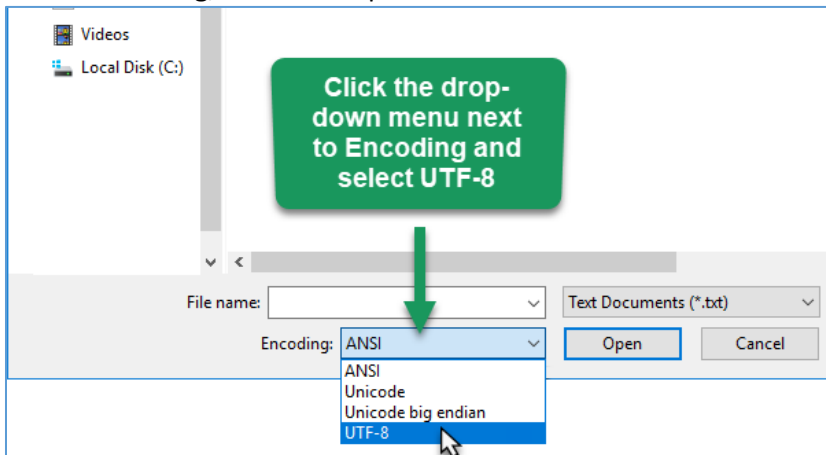 Videos
Local Disk (C:)
Click the drop-
down menu next
to Encoding and
select UTF-8
File name:
Text Documents (*.txt)
Encoding: ANSI
Open
Cancel
ANSI
Unicode
Unicode big endian
UTF-8